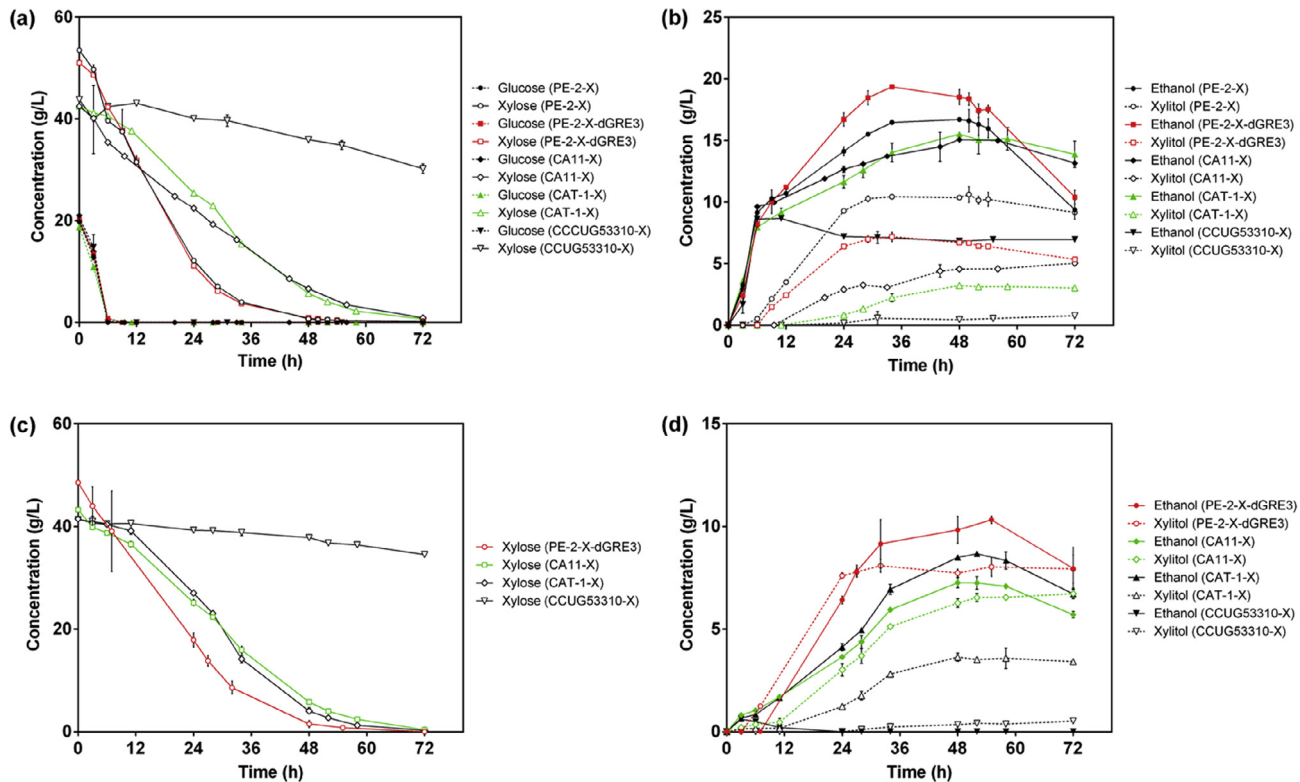 (a)
Concentration (g/L)
60
40
20
0
0 12 24 36 48 60 72
Time (h)
Glucose (PE-2-X)
Xylose (PE-2-X)
Glucose (PE-2-X-dGRE3)
Xylose (PE-2-X-dGRE3)
Glucose (CA11-X)
Xylose (CA11-X)
Glucose (CAT-1-X)
Xylose (CAT-1-X)
Glucose (CCCUG53310-X)
Xylose (CCUG53310-X)
(b)
Concentration (g/L)
25
20
15
10
5
0
0 12 24 36 48 60 72
Time (h)
Ethanol (PE-2-X)
Xylitol (PE-2-X)
Ethanol (PE-2-X-dGRE3)
Xylitol (PE-2-X-dGRE3)
Ethanol (CA11-X)
Xylitol (CA11-X)
Ethanol (CAT-1-X)
Xylitol (CAT-1-X)
Ethanol (CCUG53310-X)
Xylitol (CCUG53310-X)
(c)
Concentration (g/L)
60
40
20
0
0 12 24 36 48 60 72
Time (h)
Xylose (PE-2-X-dGRE3)
Xylose (CA11-X)
Xylose (CAT-1-X)
Xylose (CCUG53310-X)
(d)
Concentration (g/L)
15
10
5
0
0 12 24 36 48 60 72
Time (h)
Ethanol (PE-2-X-dGRE3)
Xylitol (PE-2-X-dGRE3)
Ethanol (CA11-X)
Xylitol (CA11-X)
Ethanol (CAT-1-X)
Xylitol (CAT-1-X)
Ethanol (CCUG53310-X)
Xylitol (CCUG53310-X)